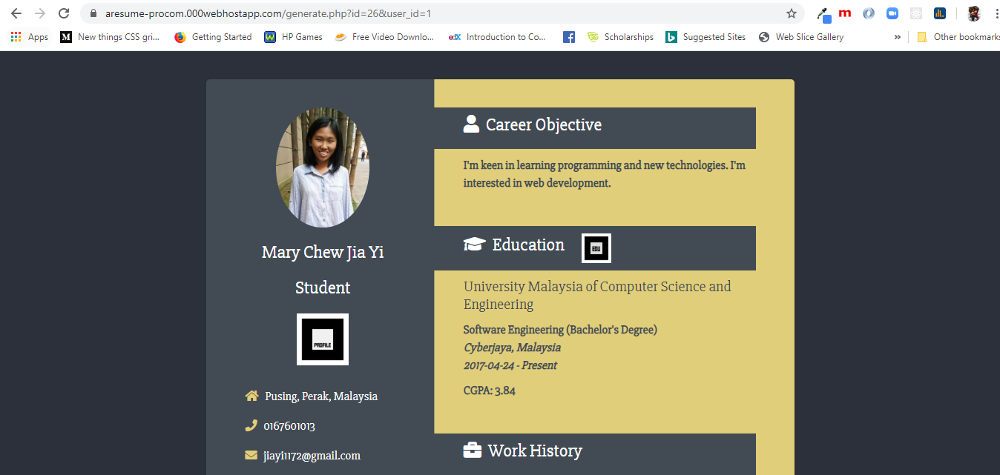 aresume-procom.000webhostapp.com/generate.php?id=26&user_id=1
Apps
New things CSS gri...
Getting Started
HP Games
Free Video Downlo...
edX
Introduction to Co...
Scholarships
Suggested Sites
Web Slice Gallery
»
Other bookmarks
Mary Chew Jia Yi
Student
PROFILE
Pusing, Perak, Malaysia
0167601013
jiayi1172@gmail.com
Career Objective
I'm keen in learning programming and new technologies. I'm
interested in web development.
Education
EDU
University Malaysia of Computer Science and
Engineering
Software Engineering (Bachelor's Degree)
Cyberjaya, Malaysia
2017-04-24 - Present
CGPA: 3.84
Work History